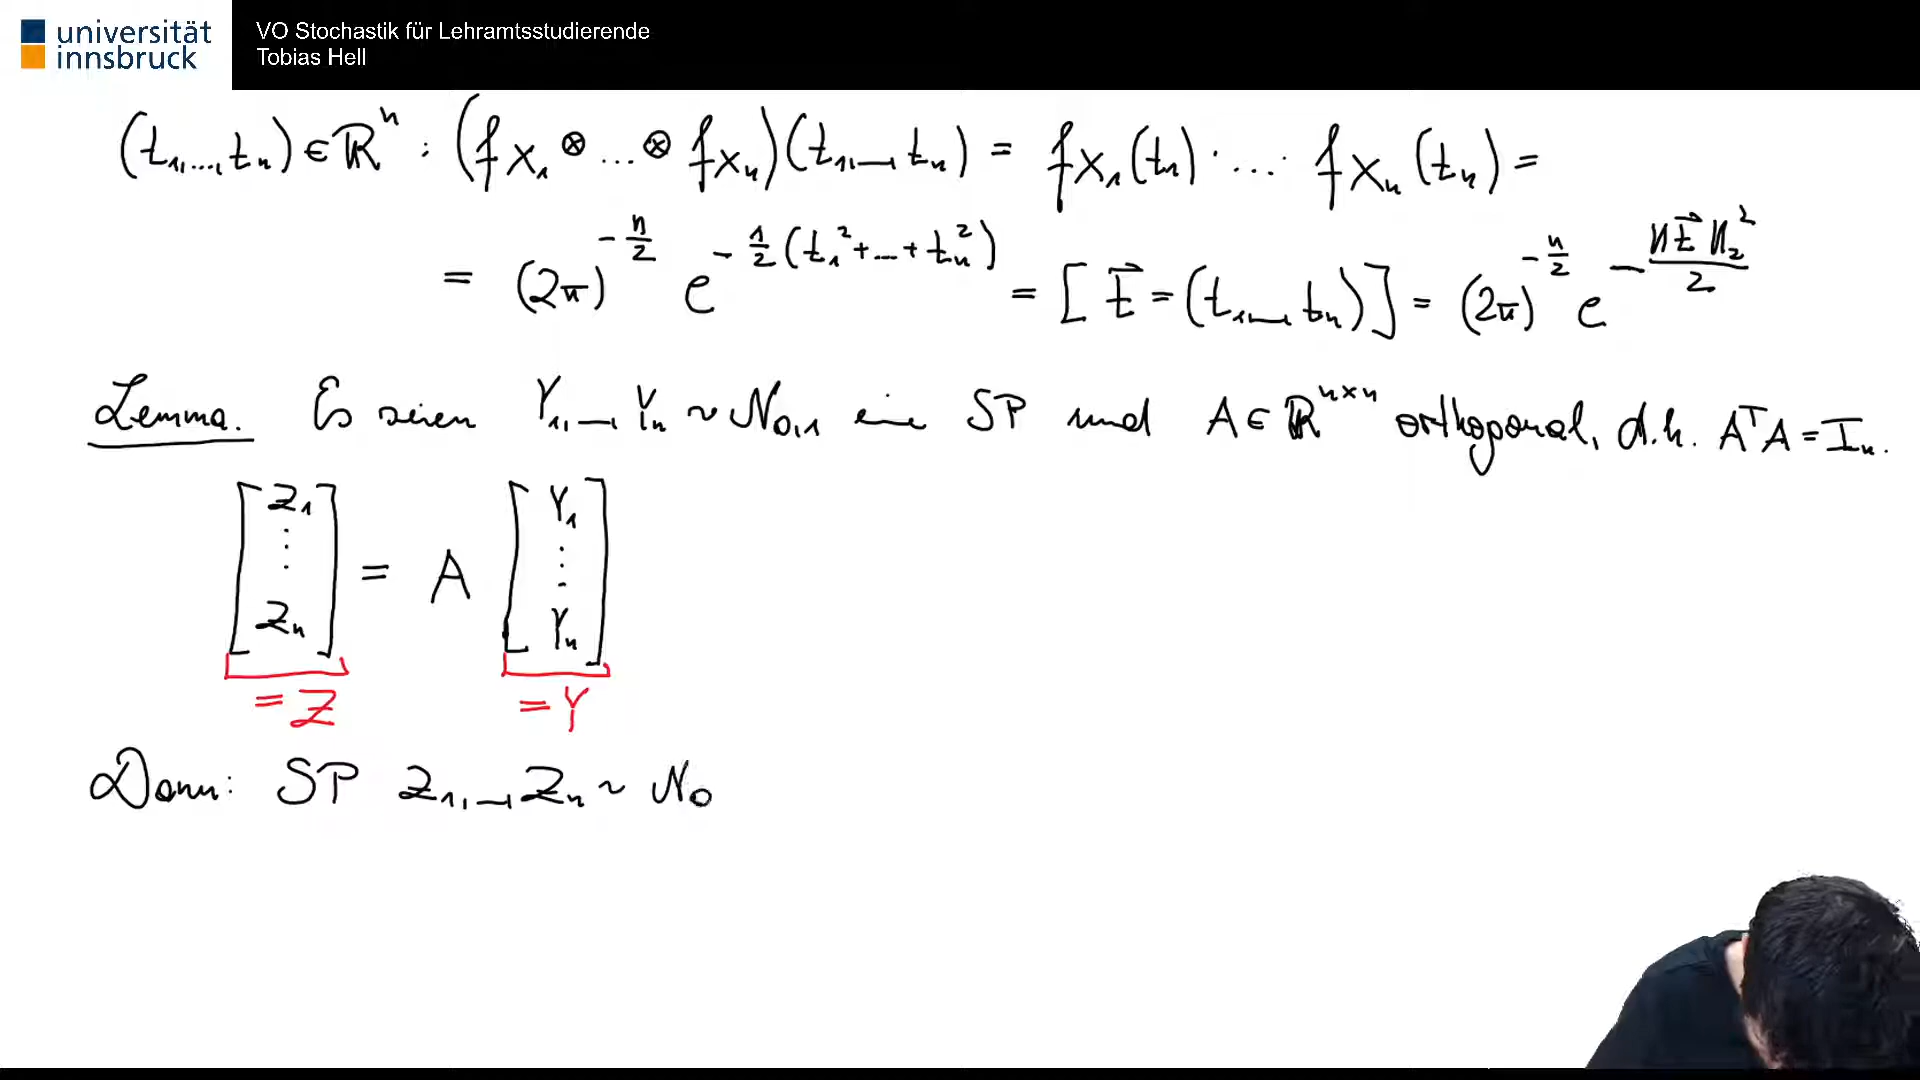 universität
innsbruck
VO Stochastik für Lehramtsstudierende
Tobias Hell
(t₁,...,tₙ) ∈ ℝⁿ : (f_X₁ ⊗ ... ⊗ f_Xₙ)(t₁,...,tₙ) = f_X₁(t₁) · ... · f_Xₙ(tₙ) =
= (2π)^(-n/2) e^(-1/2 (t₁² + ... + tₙ²)) = [t⃗ = (t₁,...,tₙ)] = (2π)^(-n/2) e^(-‖t⃗‖₂²/2)
Lemma. Es seien Y₁,...,Yₙ ~ N₀,₁ eine SP und A ∈ ℝⁿˣⁿ orthogonal, d.h. AᵀA = Iₙ.
[Z₁ ⋮ Zₙ] = A [Y₁ ⋮ Yₙ]
= Z = Y
Dann: SP Z₁,...,Zₙ ~ N₀